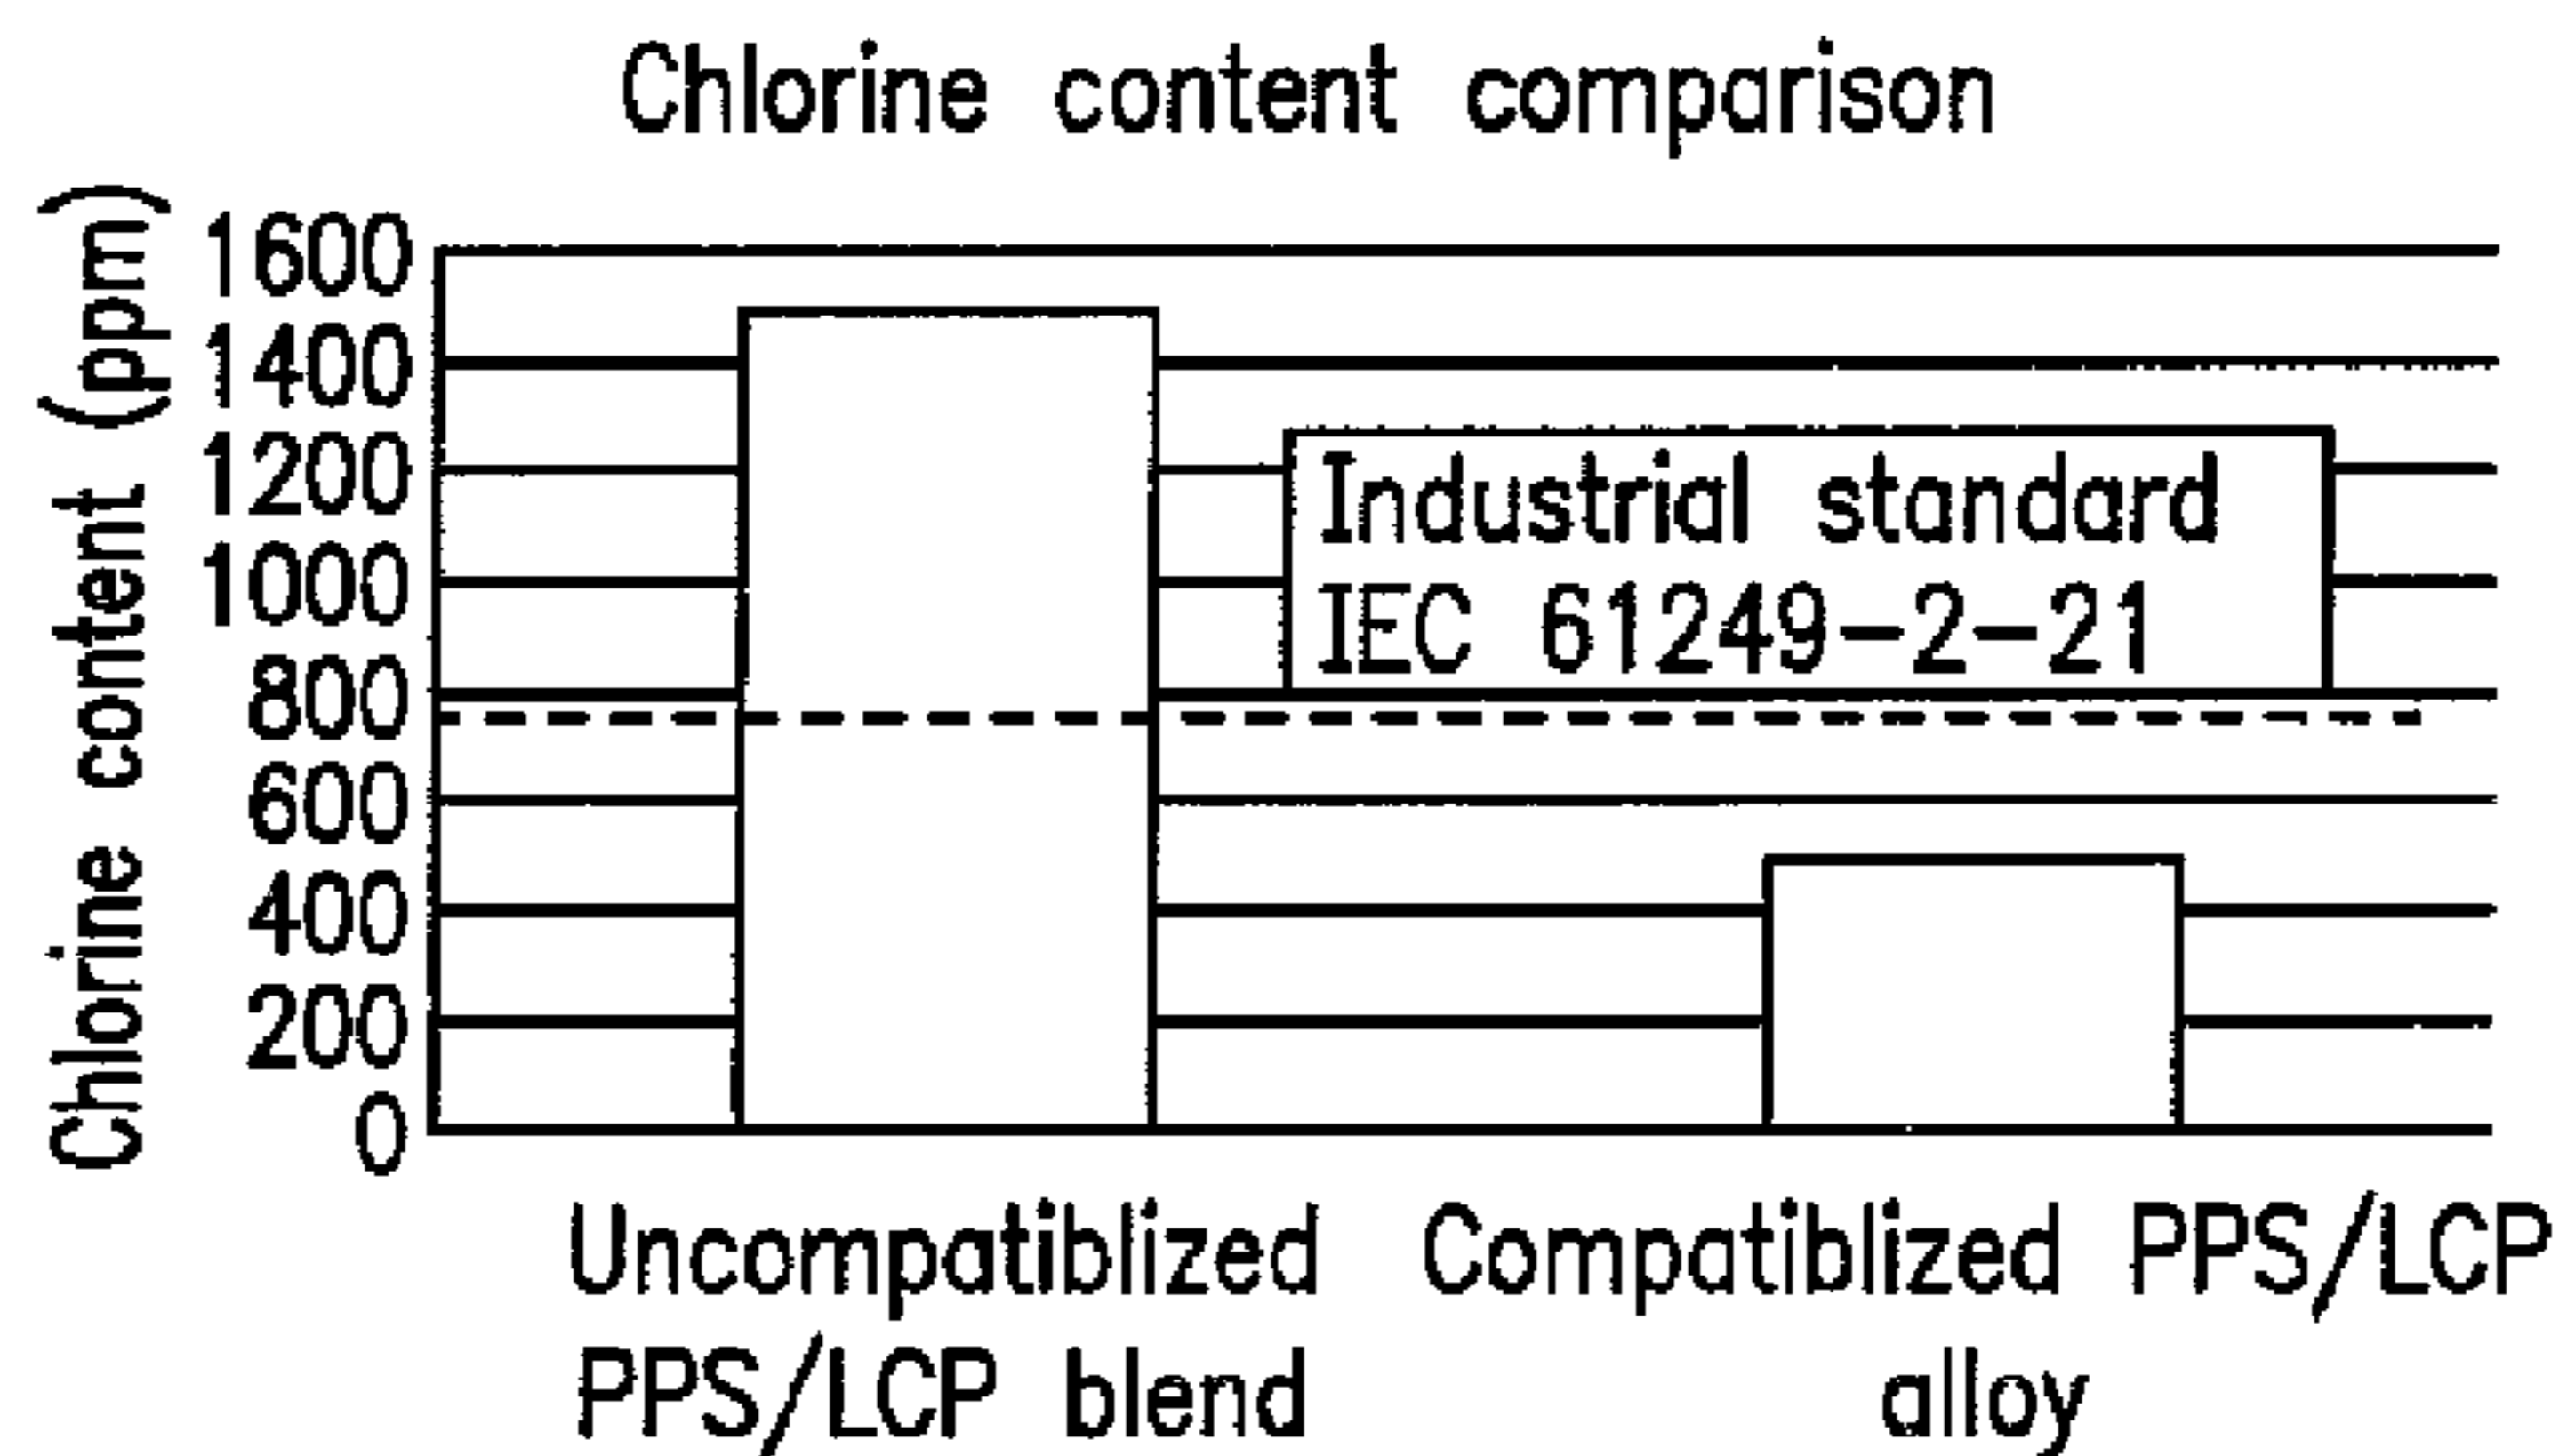 Chlorine content comparison
Chlorine content (ppm)
1600
1400
1200
1000
800
600
400
200
0
Industrial standard
IEC 61249-2-21
Uncompatiblized
PPS/LCP blend
Compatiblized PPS/LCP
alloy